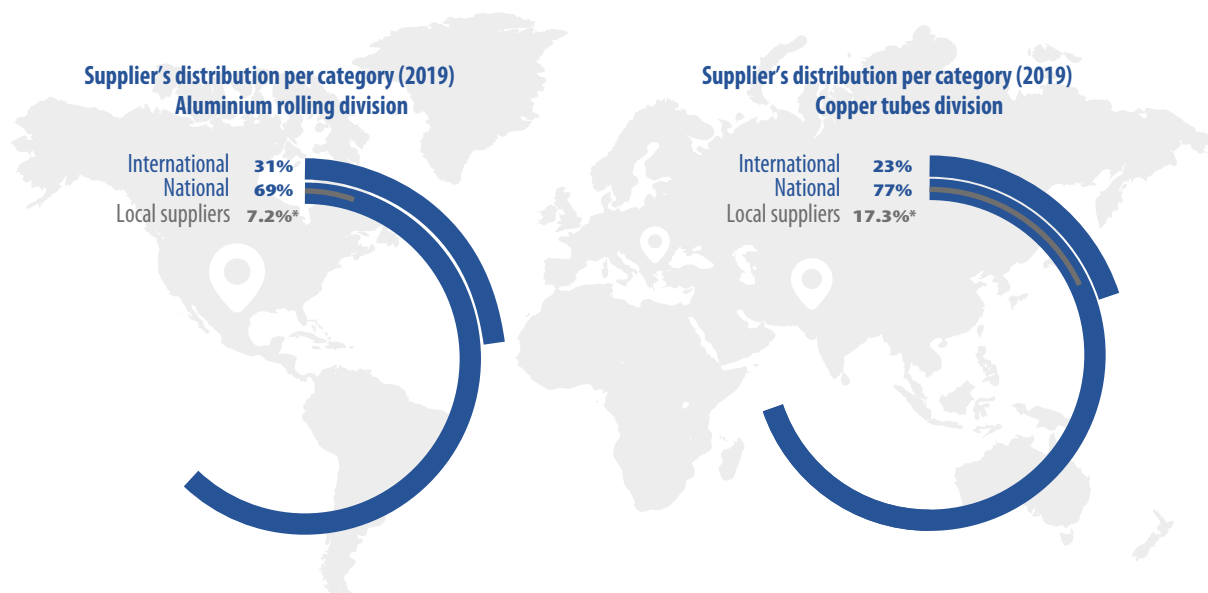 Supplier's distribution per category (2019)
Aluminium rolling division
International 31%
National 69%
Local suppliers 7.2%*
Supplier's distribution per category (2019)
Copper tubes division
International 23%
National 77%
Local suppliers 17.3%*